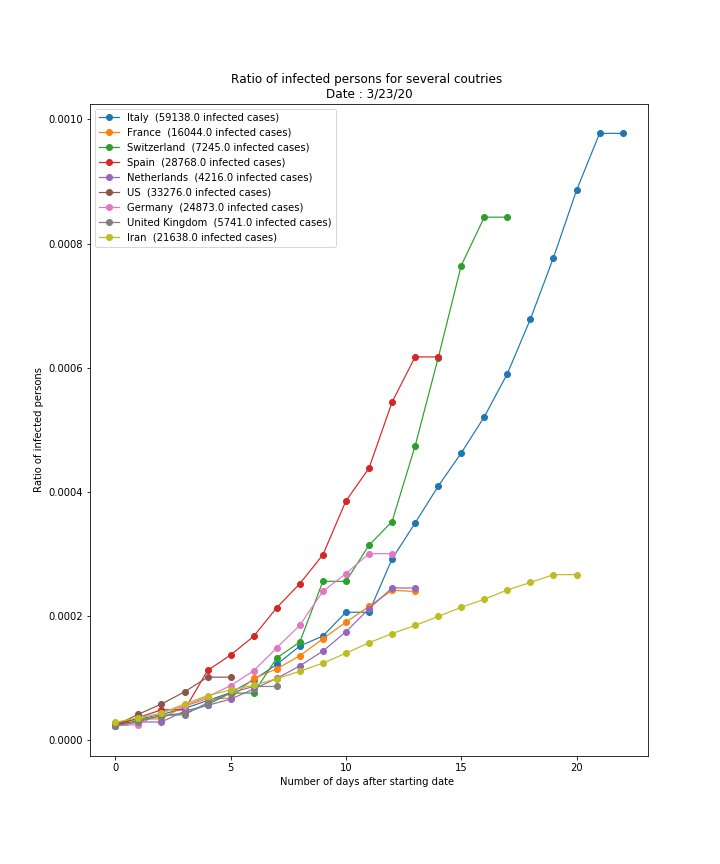 Ratio of infected persons for several coutries
Date : 3/23/20
Italy  (59138.0 infected cases)
France  (16044.0 infected cases)
Switzerland  (7245.0 infected cases)
Spain  (28768.0 infected cases)
Netherlands  (4216.0 infected cases)
US  (33276.0 infected cases)
Germany  (24873.0 infected cases)
United Kingdom  (5741.0 infected cases)
Iran  (21638.0 infected cases)
Ratio of infected persons
0.0010
0.0008
0.0006
0.0004
0.0002
0.0000
0 5 10 15 20
Number of days after starting date